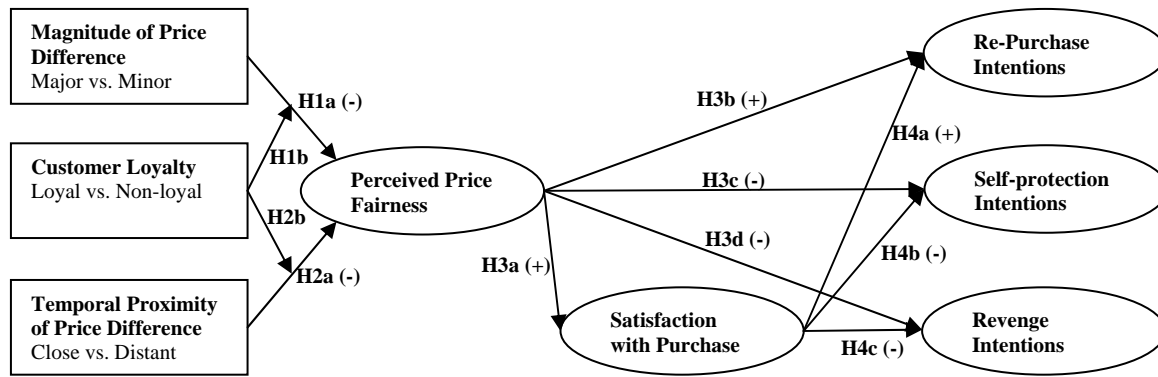 Magnitude of Price
Difference
Major vs. Minor
Customer Loyalty
Loyal vs. Non-loyal
Temporal Proximity
of Price Difference
Close vs. Distant
H1a (-)
H1b
H2b
H2a (-)
Perceived Price
Fairness
H3b (+)
H3c (-)
H3d (-)
H3a (+)
Satisfaction
with Purchase
H4a (+)
H4b (-)
H4c (-)
Re-Purchase
Intentions
Self-protection
Intentions
Revenge
Intentions